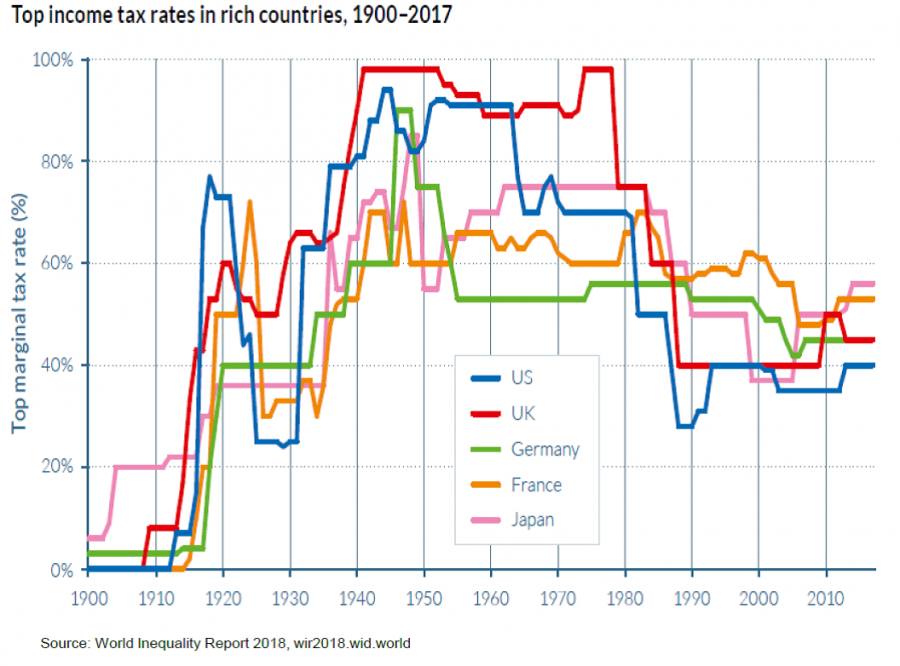 Top income tax rates in rich countries, 1900–2017
100%
80%
60%
40%
20%
0%
Top marginal tax rate (%)
US
UK
Germany
France
Japan
1900 1910 1920 1930 1940 1950 1960 1970 1980 1990 2000 2010
Source: World Inequality Report 2018, wir2018.wid.world